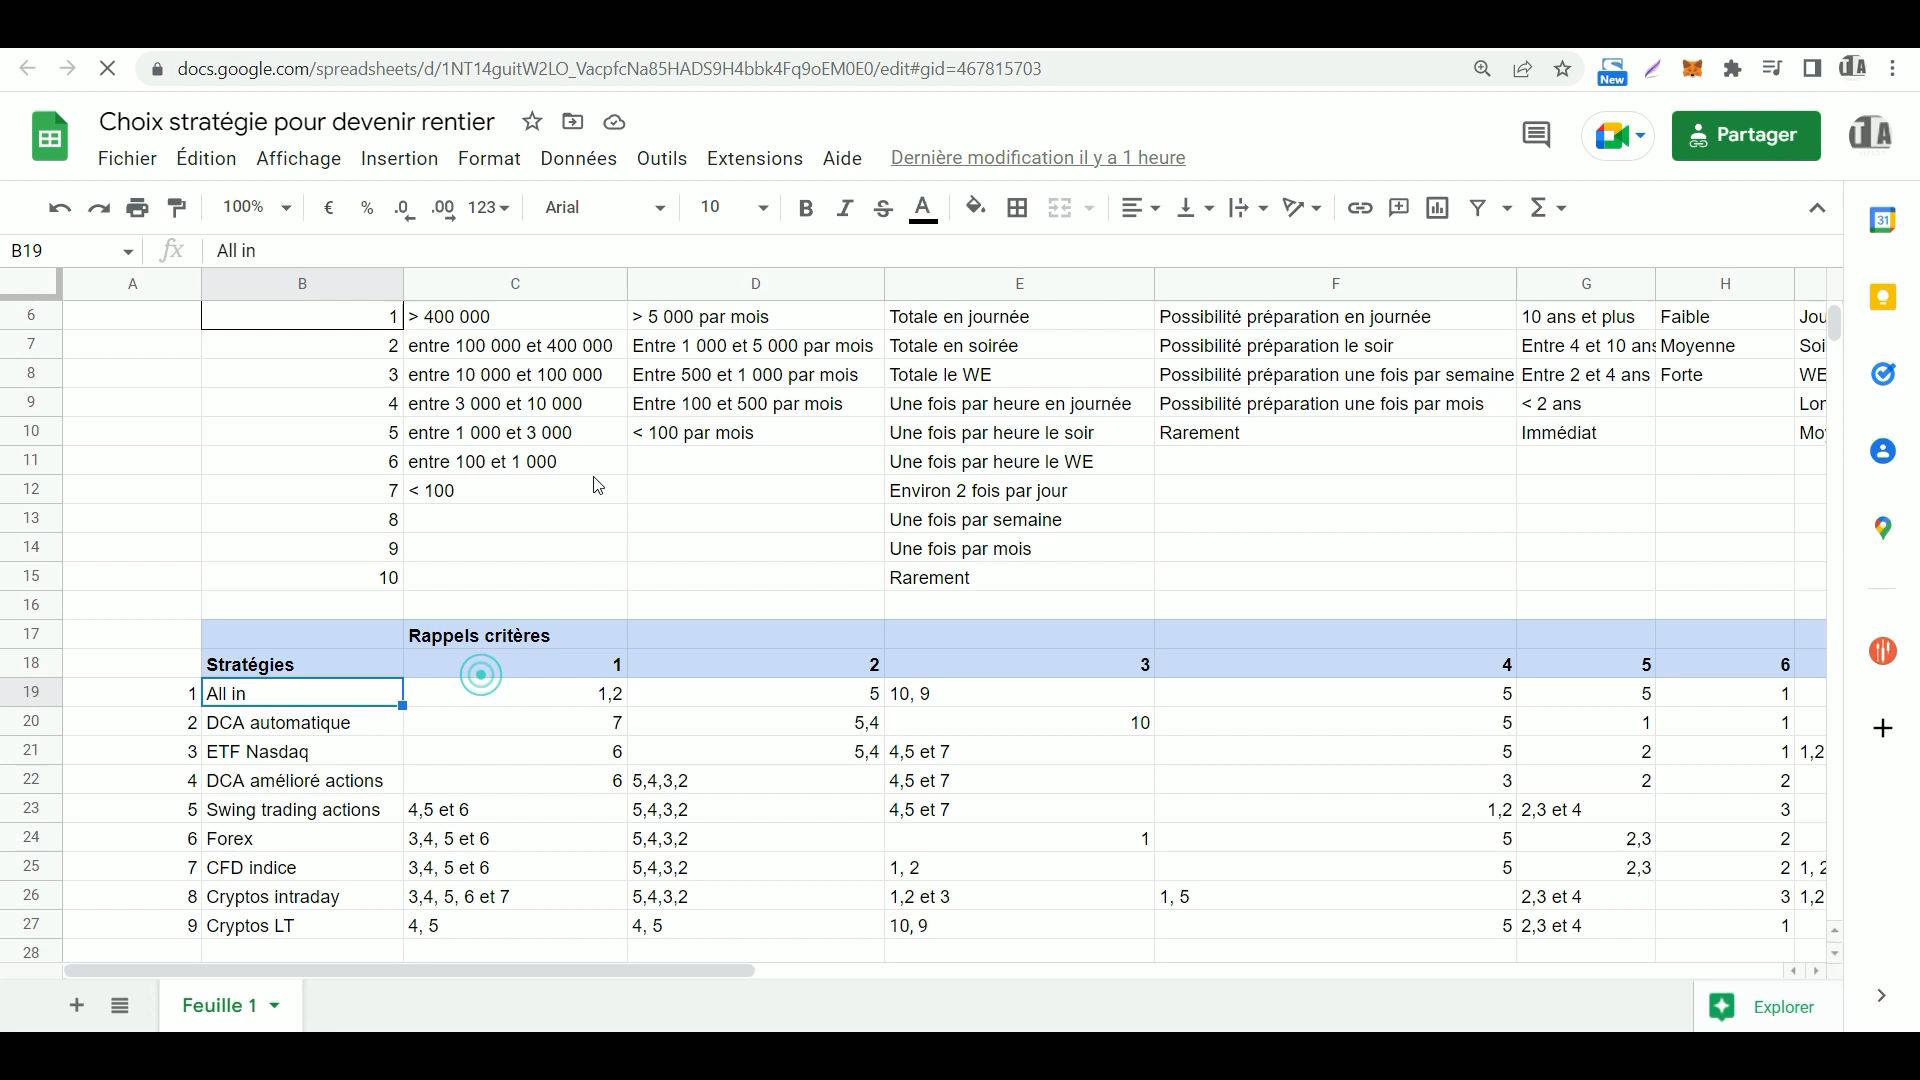 docs.google.com/spreadsheets/d/1NT14guitW2LO_VacpfcNa85HADS9H4bbk4Fq9oEM0E0/edit#gid=467815703
New
Choix stratégie pour devenir rentier
Partager
Fichier Édition Affichage Insertion Format Données Outils Extensions Aide Dernière modification il y a 1 heure
100% € % .0 .00 123 Arial 10 B I S A
31
B19 fx All in
A B C D E F G H
6 1 > 400 000 > 5 000 par mois Totale en journée Possibilité préparation en journée 10 ans et plus Faible Jou
7 2 entre 100 000 et 400 000 Entre 1 000 et 5 000 par mois Totale en soirée Possibilité préparation le soir Entre 4 et 10 ans Moyenne Soi
8 3 entre 10 000 et 100 000 Entre 500 et 1 000 par mois Totale le WE Possibilité préparation une fois par semaine Entre 2 et 4 ans Forte WE
9 4 entre 3 000 et 10 000 Entre 100 et 500 par mois Une fois par heure en journée Possibilité préparation une fois par mois < 2 ans Lor
10 5 entre 1 000 et 3 000 < 100 par mois Une fois par heure le soir Rarement Immédiat Mo
11 6 entre 100 et 1 000 Une fois par heure le WE
12 7 < 100 Environ 2 fois par jour
13 8 Une fois par semaine
14 9 Une fois par mois
15 10 Rarement
16
17 Rappels critères
18 Stratégies 1 2 3 4 5 6
19 1 All in 1,2 5 10, 9 5 5 1
20 2 DCA automatique 7 5,4 10 5 1 1
21 3 ETF Nasdaq 6 5,4 4,5 et 7 5 2 1 1,2
22 4 DCA amélioré actions 6 5,4,3,2 4,5 et 7 3 2 2
23 5 Swing trading actions 4,5 et 6 5,4,3,2 4,5 et 7 1,2 2,3 et 4 3
24 6 Forex 3,4, 5 et 6 5,4,3,2 1 5 2,3 2
25 7 CFD indice 3,4, 5 et 6 5,4,3,2 1, 2 5 2,3 2 1, 2
26 8 Cryptos intraday 3,4, 5, 6 et 7 5,4,3,2 1,2 et 3 1, 5 2,3 et 4 3 1,2
27 9 Cryptos LT 4, 5 4, 5 10, 9 5 2,3 et 4 1
28
Feuille 1 Explorer